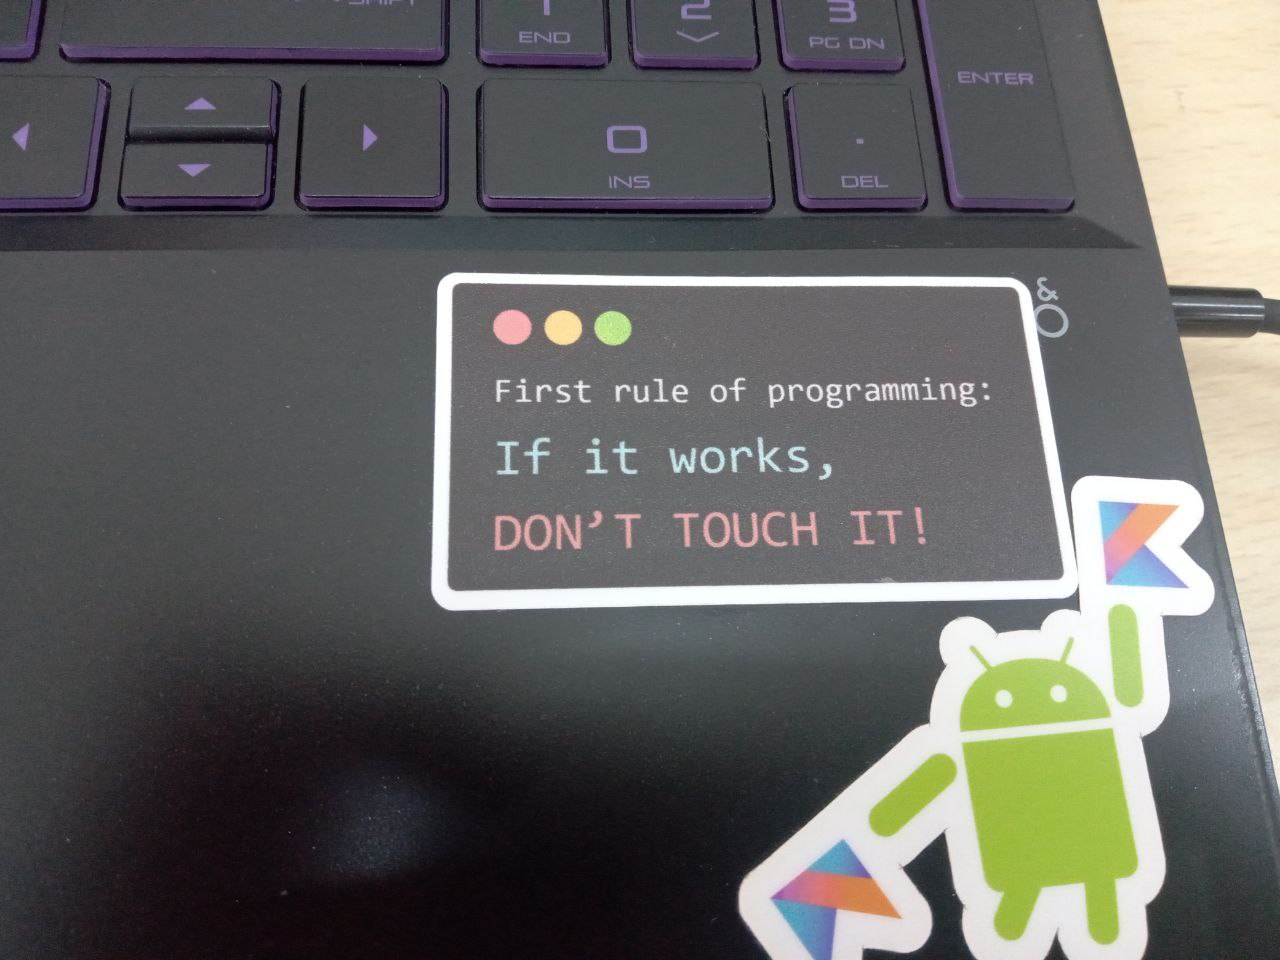 SHIFT
1 2 3
END PG DN
ENTER
0 .
INS DEL
First rule of programming:
If it works,
DON'T TOUCH IT!